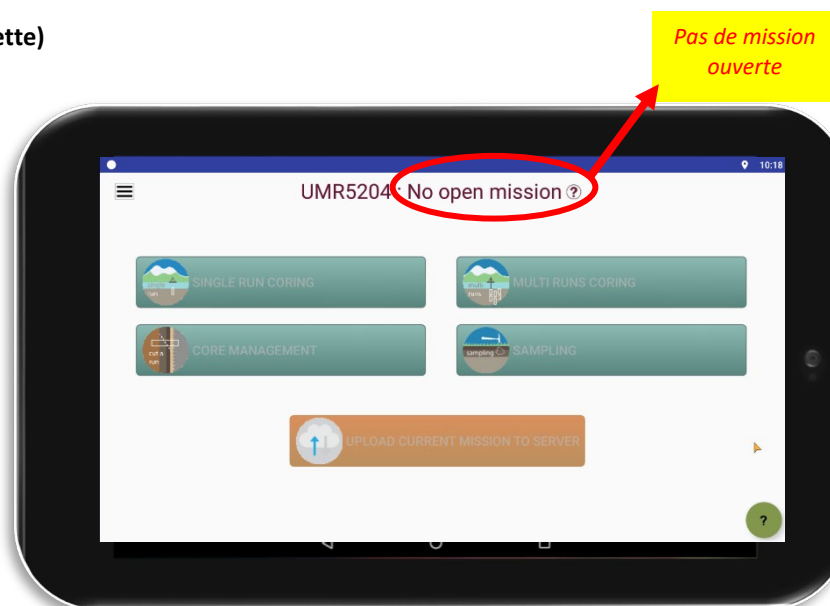 ette)
Pas de mission
ouverte
10:18
UMR5204 : No open mission ?
SINGLE RUN CORING
MULTI RUNS CORING
CORE MANAGEMENT
SAMPLING
sampling
UPLOAD CURRENT MISSION TO SERVER
?